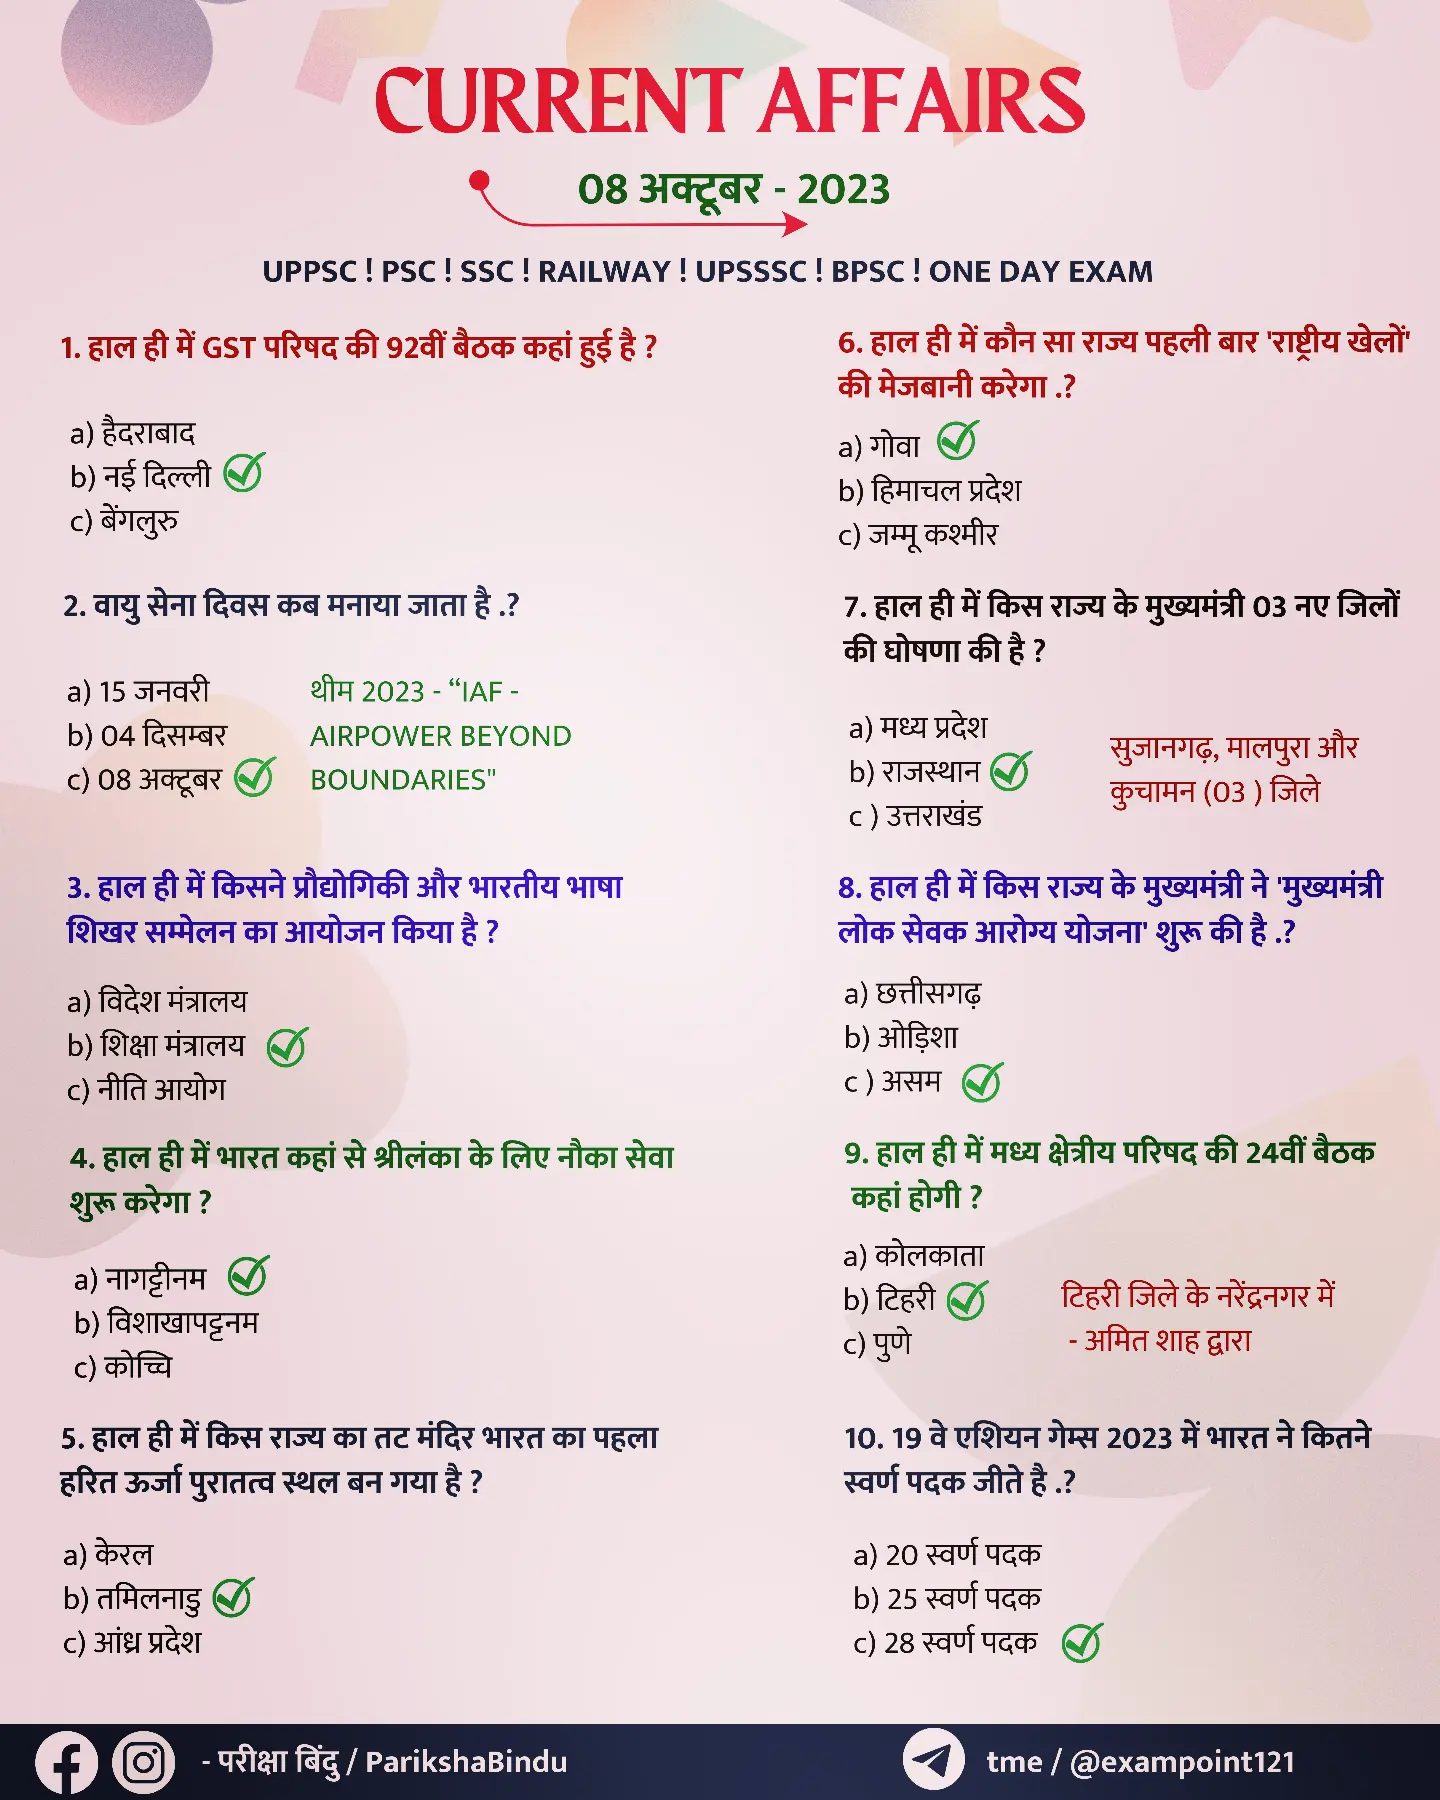 CURRENT AFFAIRS
08 अक्टूबर - 2023
UPPSC ! PSC ! SSC ! RAILWAY ! UPSSSC ! BPSC ! ONE DAY EXAM
1. हाल ही में GST परिषद की 92वीं बैठक कहां हुई है ?
a) हैदराबाद
b) नई दिल्ली
c) बेंगलुरु
2. वायु सेना दिवस कब मनाया जाता है .?
a) 15 जनवरी
b) 04 दिसम्बर
c) 08 अक्टूबर
थीम 2023 - “IAF -
AIRPOWER BEYOND
BOUNDARIES"
3. हाल ही में किसने प्रौद्योगिकी और भारतीय भाषा
शिखर सम्मेलन का आयोजन किया है ?
a) विदेश मंत्रालय
b) शिक्षा मंत्रालय
c) नीति आयोग
4. हाल ही में भारत कहां से श्रीलंका के लिए नौका सेवा
शुरू करेगा ?
a) नागट्टीनम
b) विशाखापट्टनम
c) कोच्चि
5. हाल ही में किस राज्य का तट मंदिर भारत का पहला
हरित ऊर्जा पुरातत्व स्थल बन गया है ?
a) केरल
b) तमिलनाडु
c) आंध्र प्रदेश
6. हाल ही में कौन सा राज्य पहली बार 'राष्ट्रीय खेलों'
की मेजबानी करेगा .?
a) गोवा
b) हिमाचल प्रदेश
c) जम्मू कश्मीर
7. हाल ही में किस राज्य के मुख्यमंत्री 03 नए जिलों
की घोषणा की है ?
a) मध्य प्रदेश
b) राजस्थान
c ) उत्तराखंड
सुजानगढ़, मालपुरा और
कुचामन (03 ) जिले
8. हाल ही में किस राज्य के मुख्यमंत्री ने 'मुख्यमंत्री
लोक सेवक आरोग्य योजना' शुरू की है .?
a) छत्तीसगढ़
b) ओड़िशा
c ) असम
9. हाल ही में मध्य क्षेत्रीय परिषद की 24वीं बैठक
कहां होगी ?
a) कोलकाता
b) टिहरी
c) पुणे
टिहरी जिले के नरेंद्रनगर में
- अमित शाह द्वारा
10. 19 वे एशियन गेम्स 2023 में भारत ने कितने
स्वर्ण पदक जीते है .?
a) 20 स्वर्ण पदक
b) 25 स्वर्ण पदक
c) 28 स्वर्ण पदक
- परीक्षा बिंदु / ParikshaBindu
tme / @exampoint121